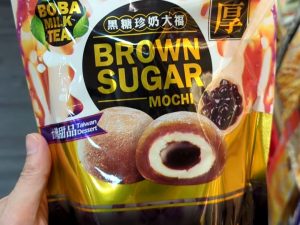 BOBA
MILK
TEA
黑糖珍奶大福
厚
BROWN
SUGAR
MOCHI
Taiwan
Dessert